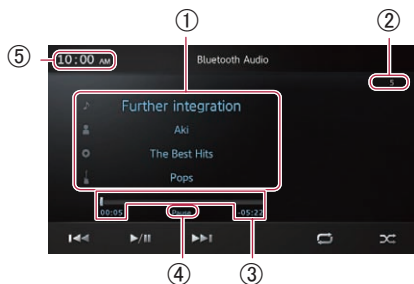 ① ②
⑤ 10:00 AM Bluetooth Audio
5
Further integration
Aki
The Best Hits
Pops
00:05 Pause -05:22
④ ③